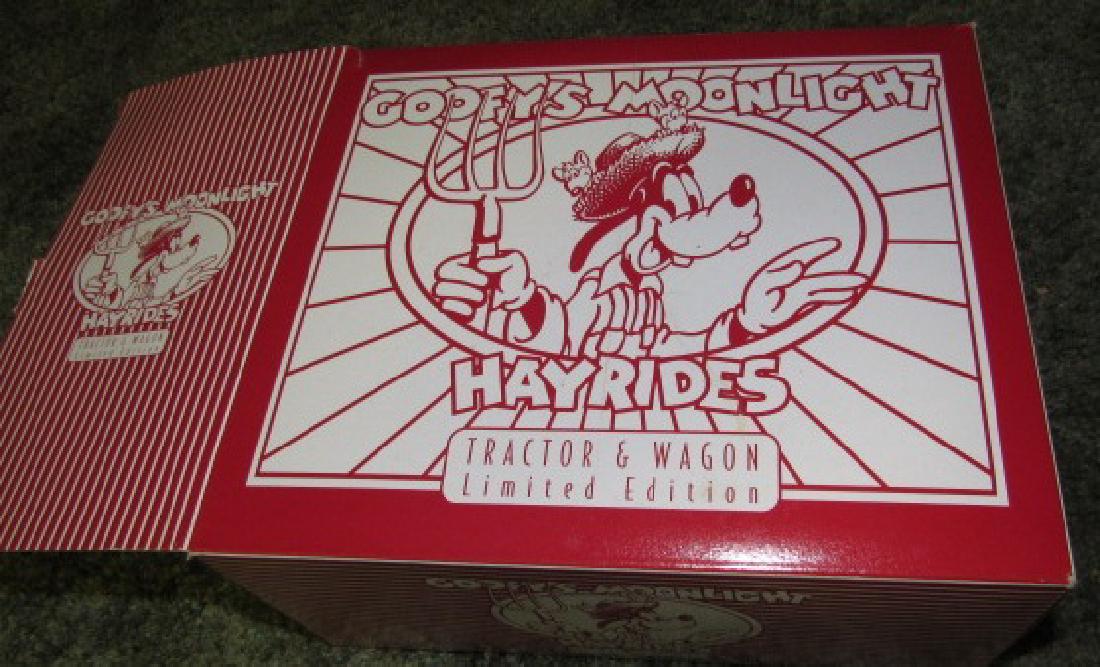 GOOFY'S MOONLIGHT
HAYRIDES
TRACTOR & WAGON
Limited Edition
GOOFY'S MOONLIGHT
HAYRIDES
TRACTOR & WAGON
Limited Edition
GOOFY'S MOONLIGHT